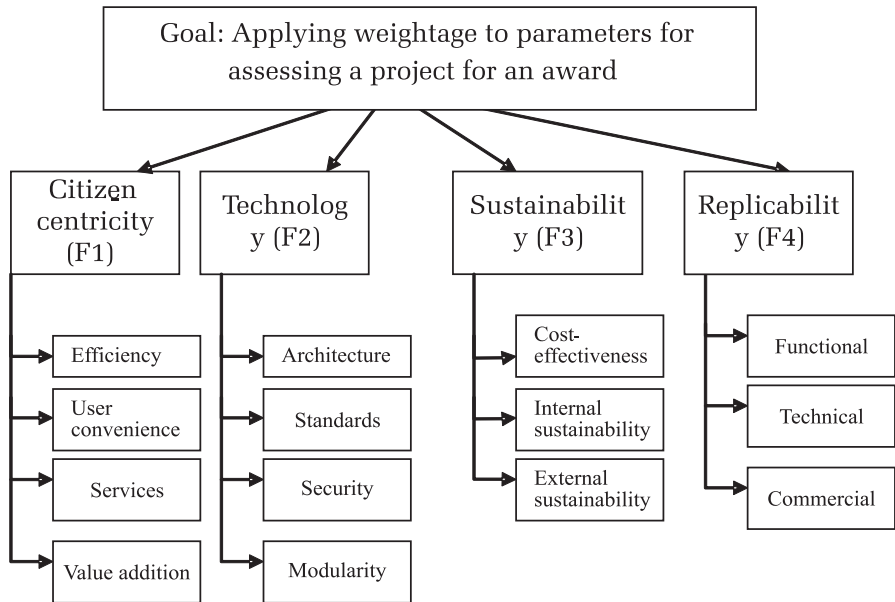 Goal: Applying weightage to parameters for
assessing a project for an award
Citizen
centricity
(F1)
Technolog
y (F2)
Sustainabilit
y (F3)
Replicabilit
y (F4)
Efficiency
User
convenience
Services
Value addition
Architecture
Standards
Security
Modularity
Cost-
effectiveness
Internal
sustainability
External
sustainability
Functional
Technical
Commercial